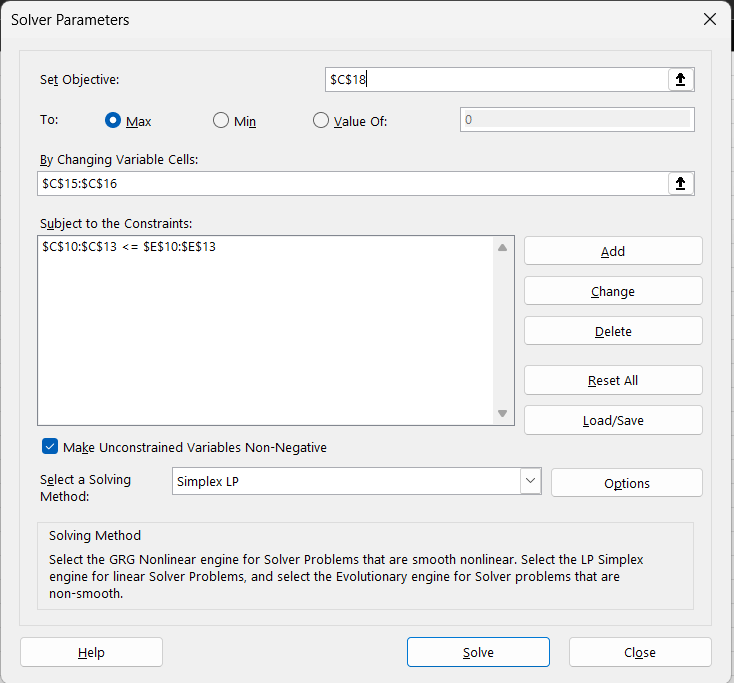 Solver Parameters
Set Objective:
$C$18
To:
Max
Min
Value Of:
0
By Changing Variable Cells:
$C$15:$C$16
Subject to the Constraints:
$C$10:$C$13 <= $E$10:$E$13
Add
Change
Delete
Reset All
Load/Save
Make Unconstrained Variables Non-Negative
Select a Solving
Method:
Simplex LP
Options
Solving Method
Select the GRG Nonlinear engine for Solver Problems that are smooth nonlinear. Select the LP Simplex
engine for linear Solver Problems, and select the Evolutionary engine for Solver problems that are
non-smooth.
Help
Solve
Close